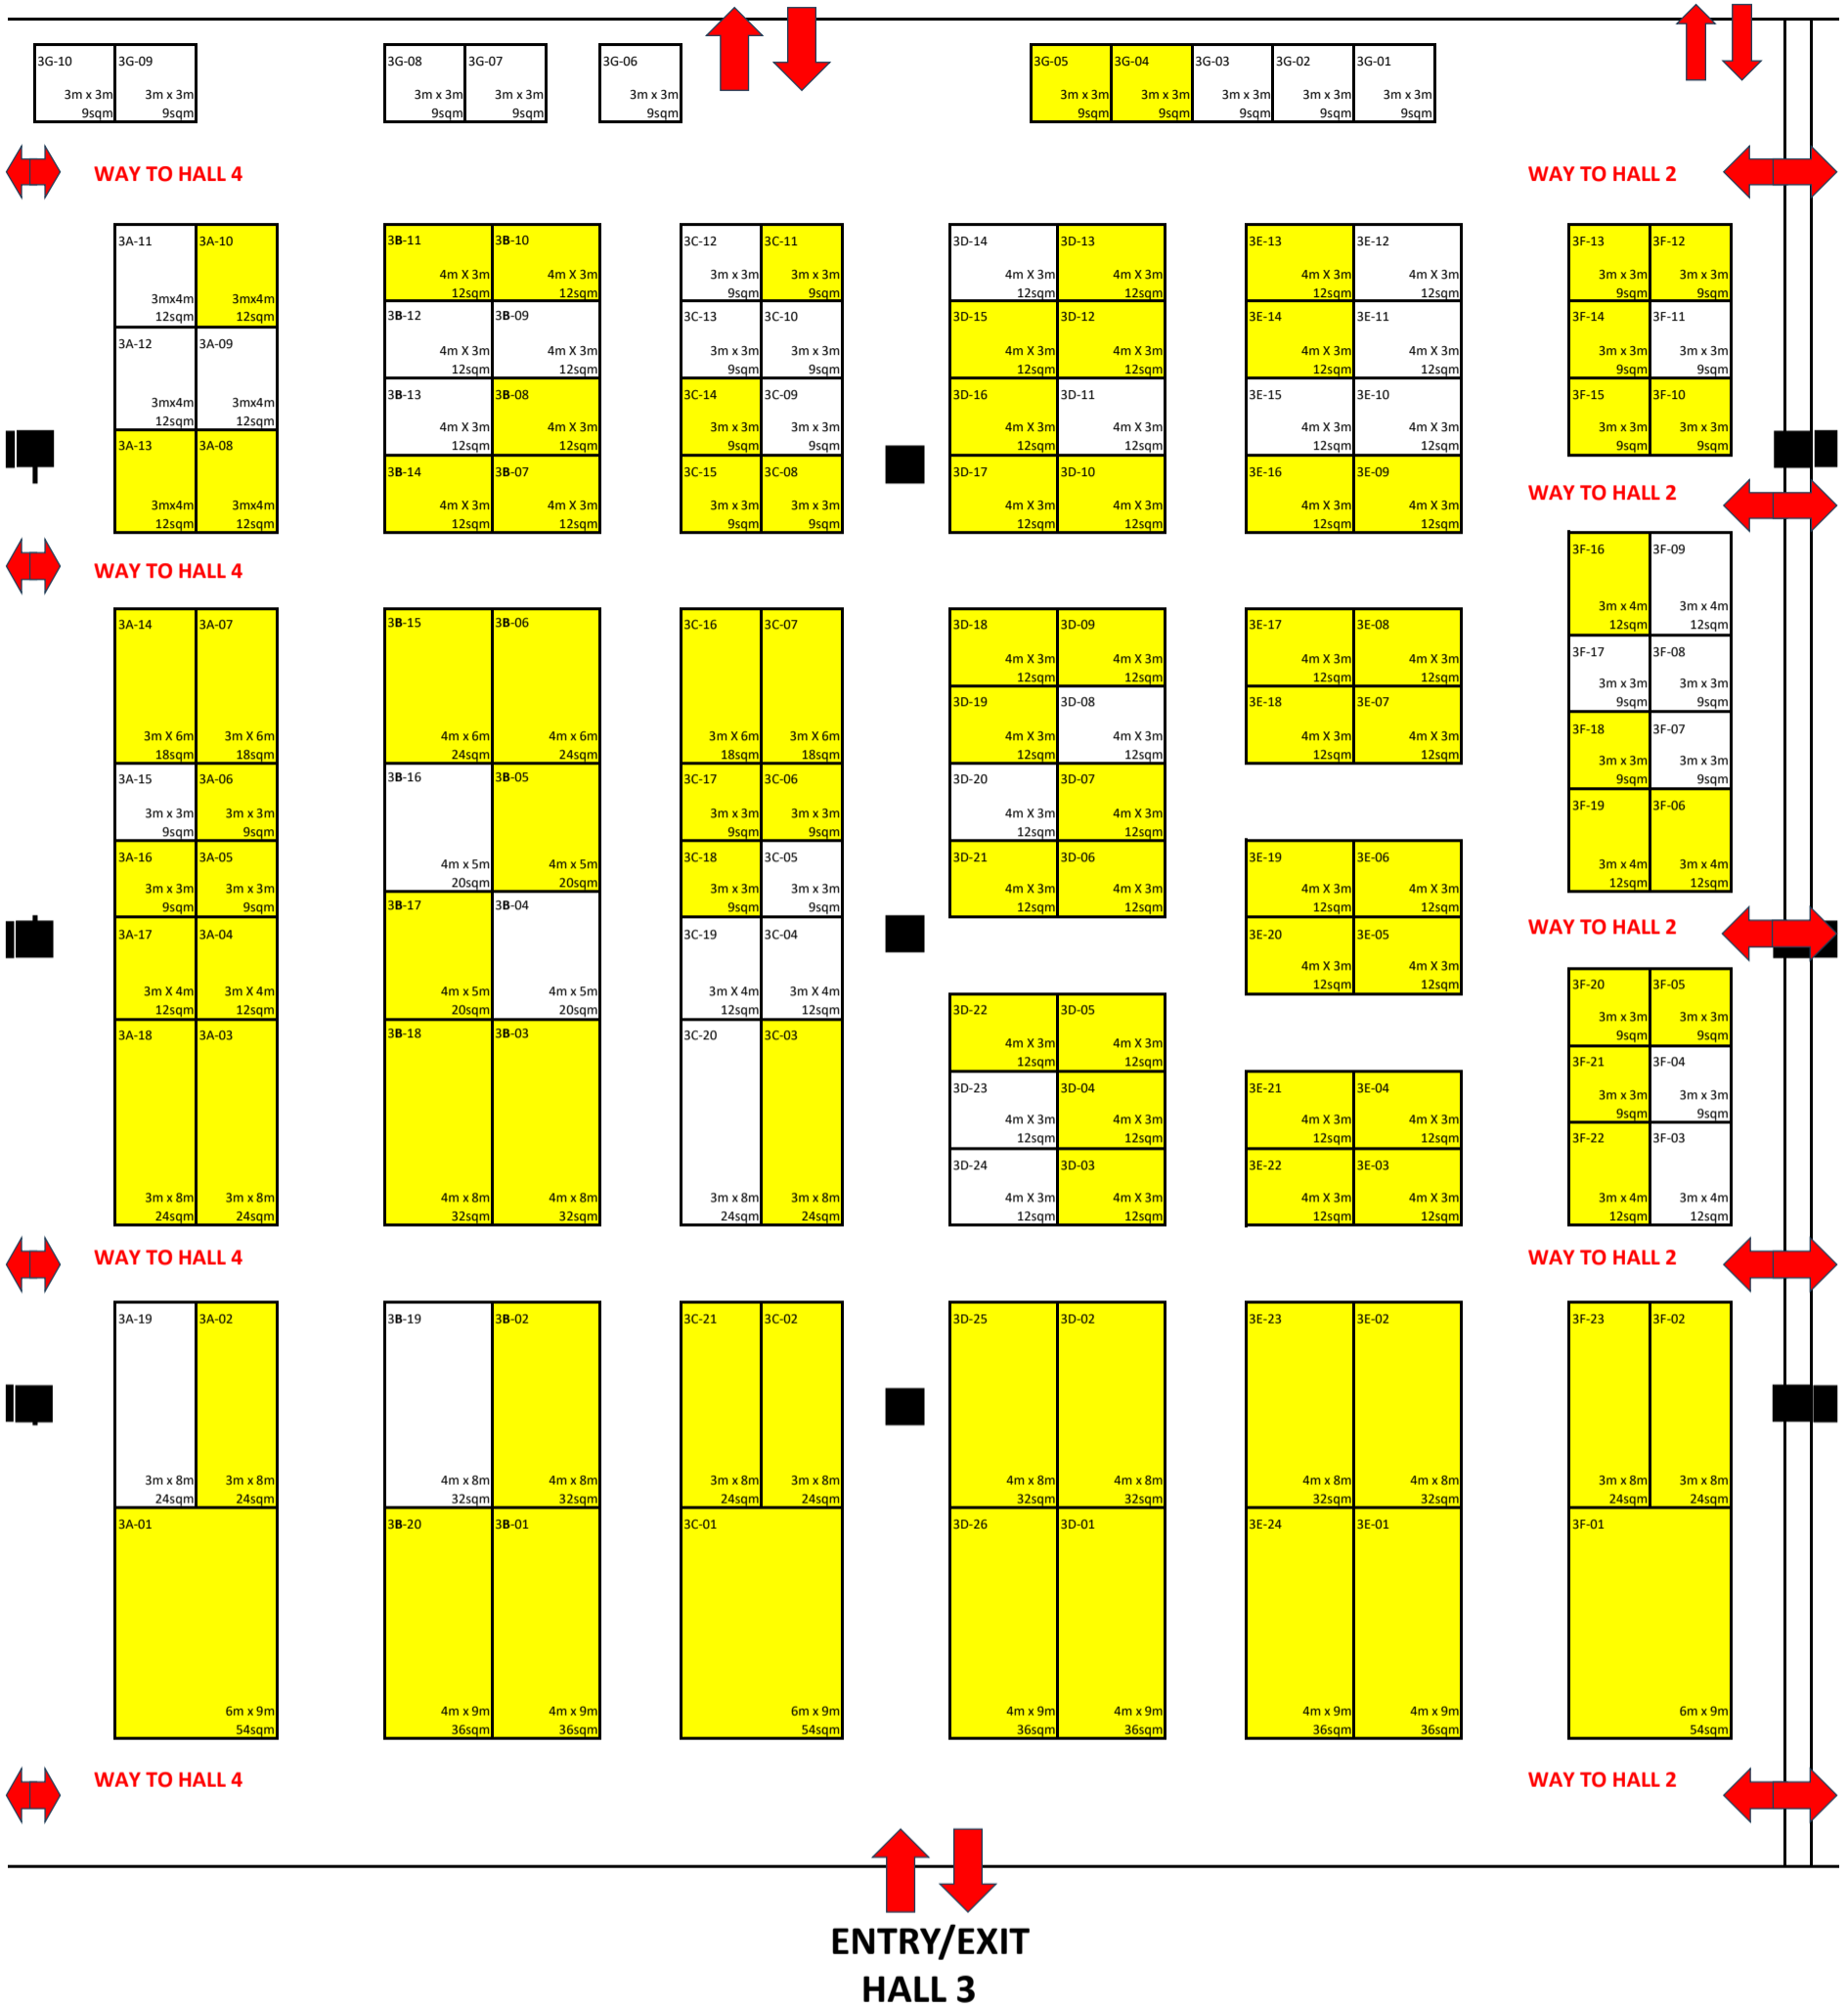 3G-10 3G-09 3G-08 3G-07 3G-06 3G-05 3G-04 3G-03 3G-02 3G-01
3m x 3m 3m x 3m 3m x 3m 3m x 3m 3m x 3m 3m x 3m 3m x 3m 3m x 3m 3m x 3m 3m x 3m
9sqm 9sqm 9sqm 9sqm 9sqm 9sqm 9sqm 9sqm 9sqm 9sqm
WAY TO HALL 4
WAY TO HALL 2
3A-11 3A-10
3mx4m 3mx4m
12sqm 12sqm
3A-12 3A-09
3mx4m 3mx4m
12sqm 12sqm
3A-13 3A-08
3mx4m 3mx4m
12sqm 12sqm
3B-11 3B-10
4m X 3m 4m X 3m
12sqm 12sqm
3B-12 3B-09
4m X 3m 4m X 3m
12sqm 12sqm
3B-13 3B-08
4m X 3m 4m X 3m
12sqm 12sqm
3B-14 3B-07
4m X 3m 4m X 3m
12sqm 12sqm
3C-12 3C-11
3m x 3m 3m x 3m
9sqm 9sqm
3C-13 3C-10
3m x 3m 3m x 3m
9sqm 9sqm
3C-14 3C-09
3m x 3m 3m x 3m
9sqm 9sqm
3C-15 3C-08
3m x 3m 3m x 3m
9sqm 9sqm
3D-14 3D-13
4m X 3m 4m X 3m
12sqm 12sqm
3D-15 3D-12
4m X 3m 4m X 3m
12sqm 12sqm
3D-16 3D-11
4m X 3m 4m X 3m
12sqm 12sqm
3D-17 3D-10
4m X 3m 4m X 3m
12sqm 12sqm
3E-13 3E-12
4m X 3m 4m X 3m
12sqm 12sqm
3E-14 3E-11
4m X 3m 4m X 3m
12sqm 12sqm
3E-15 3E-10
4m X 3m 4m X 3m
12sqm 12sqm
3E-16 3E-09
4m X 3m 4m X 3m
12sqm 12sqm
3F-13 3F-12
3m x 3m 3m x 3m
9sqm 9sqm
3F-14 3F-11
3m x 3m 3m x 3m
9sqm 9sqm
3F-15 3F-10
3m x 3m 3m x 3m
9sqm 9sqm
WAY TO HALL 2
WAY TO HALL 4
3A-14 3A-07
3m X 6m 3m X 6m
18sqm 18sqm
3A-15 3A-06
3m x 3m 3m x 3m
9sqm 9sqm
3A-16 3A-05
3m x 3m 3m x 3m
9sqm 9sqm
3A-17 3A-04
3m X 4m 3m X 4m
12sqm 12sqm
3A-18 3A-03
3m x 8m 3m x 8m
24sqm 24sqm
3B-15 3B-06
4m x 6m 4m x 6m
24sqm 24sqm
3B-16 3B-05
4m x 5m 4m x 5m
20sqm 20sqm
3B-17 3B-04
4m x 5m 4m x 5m
20sqm 20sqm
3B-18 3B-03
4m x 8m 4m x 8m
32sqm 32sqm
3C-16 3C-07
3m X 6m 3m X 6m
18sqm 18sqm
3C-17 3C-06
3m x 3m 3m x 3m
9sqm 9sqm
3C-18 3C-05
3m x 3m 3m x 3m
9sqm 9sqm
3C-19 3C-04
3m X 4m 3m X 4m
12sqm 12sqm
3C-20 3C-03
3m x 8m 3m x 8m
24sqm 24sqm
3D-18 3D-09
4m X 3m 4m X 3m
12sqm 12sqm
3D-19 3D-08
4m X 3m 4m X 3m
12sqm 12sqm
3D-20 3D-07
4m X 3m 4m X 3m
12sqm 12sqm
3D-21 3D-06
4m X 3m 4m X 3m
12sqm 12sqm
3D-22 3D-05
4m X 3m 4m X 3m
12sqm 12sqm
3D-23 3D-04
4m X 3m 4m X 3m
12sqm 12sqm
3D-24 3D-03
4m X 3m 4m X 3m
12sqm 12sqm
3E-17 3E-08
4m X 3m 4m X 3m
12sqm 12sqm
3E-18 3E-07
4m X 3m 4m X 3m
12sqm 12sqm
3E-19 3E-06
4m X 3m 4m X 3m
12sqm 12sqm
3E-20 3E-05
4m X 3m 4m X 3m
12sqm 12sqm
3E-21 3E-04
4m X 3m 4m X 3m
12sqm 12sqm
3E-22 3E-03
4m X 3m 4m X 3m
12sqm 12sqm
3F-16 3F-09
3m x 4m 3m x 4m
12sqm 12sqm
3F-17 3F-08
3m x 3m 3m x 3m
9sqm 9sqm
3F-18 3F-07
3m x 3m 3m x 3m
9sqm 9sqm
3F-19 3F-06
3m x 4m 3m x 4m
12sqm 12sqm
WAY TO HALL 2
3F-20 3F-05
3m x 3m 3m x 3m
9sqm 9sqm
3F-21 3F-04
3m x 3m 3m x 3m
9sqm 9sqm
3F-22 3F-03
3m x 4m 3m x 4m
12sqm 12sqm
WAY TO HALL 4
WAY TO HALL 2
3A-19 3A-02
3m x 8m 3m x 8m
24sqm 24sqm
3A-01
6m x 9m
54sqm
3B-19 3B-02
4m x 8m 4m x 8m
32sqm 32sqm
3B-20 3B-01
4m x 9m 4m x 9m
36sqm 36sqm
3C-21 3C-02
3m x 8m 3m x 8m
24sqm 24sqm
3C-01
6m x 9m
54sqm
3D-25 3D-02
4m x 8m 4m x 8m
32sqm 32sqm
3D-26 3D-01
4m x 9m 4m x 9m
36sqm 36sqm
3E-23 3E-02
4m x 8m 4m x 8m
32sqm 32sqm
3E-24 3E-01
4m x 9m 4m x 9m
36sqm 36sqm
3F-23 3F-02
3m x 8m 3m x 8m
24sqm 24sqm
3F-01
6m x 9m
54sqm
WAY TO HALL 4
WAY TO HALL 2
ENTRY/EXIT
HALL 3